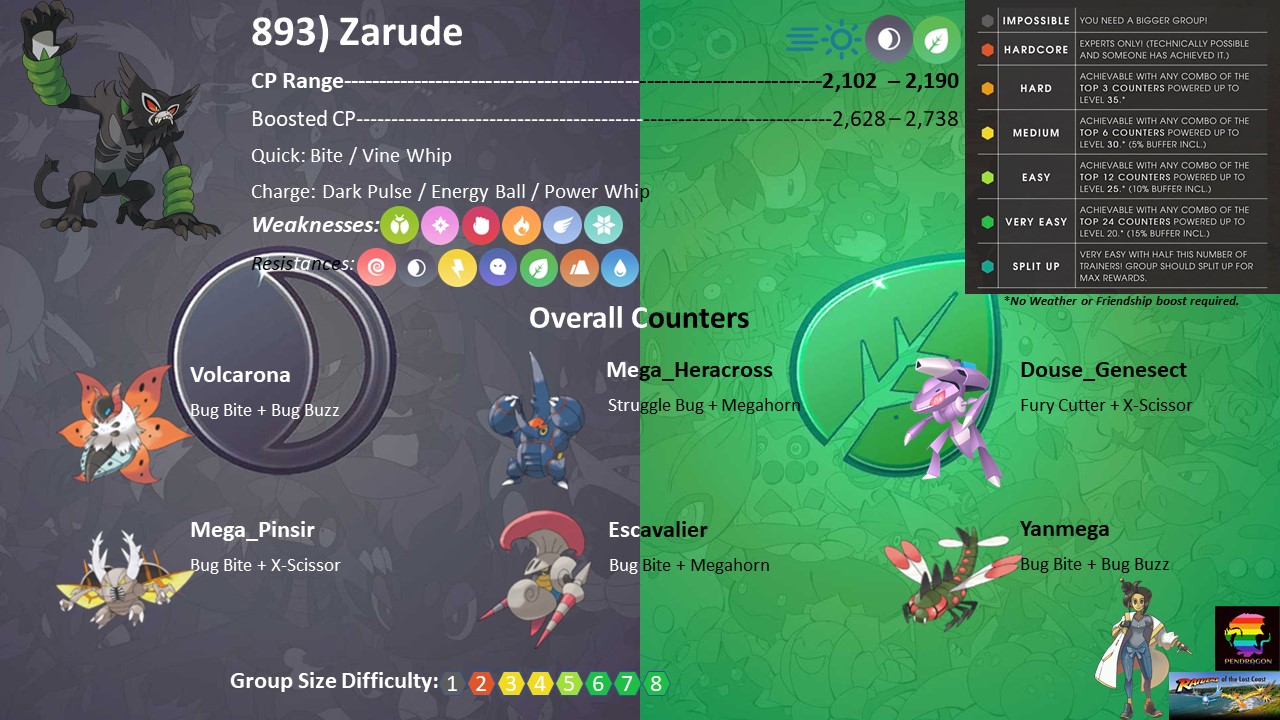 893) Zarude
CP Range--------------------------------------------------------------------2,102 – 2,190
Boosted CP--------------------------------------------------------------------2,628 – 2,738
Quick: Bite / Vine Whip
Charge: Dark Pulse / Energy Ball / Power Whip
Weaknesses:
Resistances:
IMPOSSIBLE YOU NEED A BIGGER GROUP!
HARDCORE EXPERTS ONLY! (TECHNICALLY POSSIBLE
AND SOMEONE HAS ACHIEVED IT.)
HARD ACHIEVABLE WITH ANY COMBO OF THE
TOP 3 COUNTERS POWERED UP TO
LEVEL 35.*
MEDIUM ACHIEVABLE WITH ANY COMBO OF THE
TOP 6 COUNTERS POWERED UP TO
LEVEL 30.* (5% BUFFER INCL.)
EASY ACHIEVABLE WITH ANY COMBO OF THE
TOP 12 COUNTERS POWERED UP TO
LEVEL 25.* (10% BUFFER INCL.)
VERY EASY ACHIEVABLE WITH ANY COMBO OF THE
TOP 24 COUNTERS POWERED UP TO
LEVEL 20.* (15% BUFFER INCL.)
SPLIT UP VERY EASY WITH HALF THIS NUMBER OF
TRAINERS! GROUP SHOULD SPLIT UP FOR
MAX REWARDS.
*No Weather or Friendship boost required.
Overall Counters
Volcarona
Bug Bite + Bug Buzz
Mega_Heracross
Struggle Bug + Megahorn
Douse_Genesect
Fury Cutter + X-Scissor
Mega_Pinsir
Bug Bite + X-Scissor
Escavalier
Bug Bite + Megahorn
Yanmega
Bug Bite + Bug Buzz
Group Size Difficulty: 1 2 3 4 5 6 7 8
PENDRAGON
RAIDERS of the Lost Coast